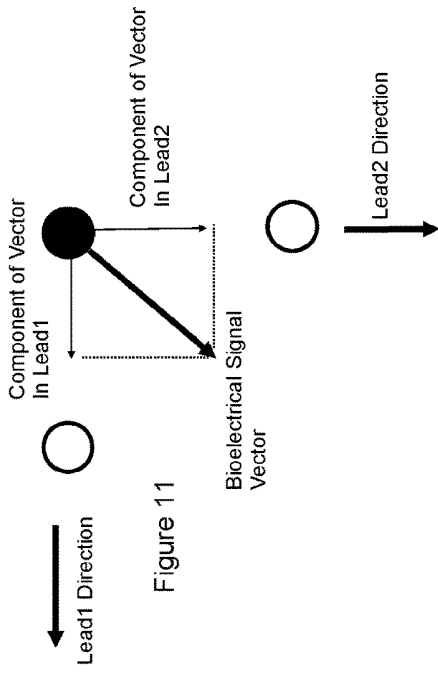 Component of Vector
In Lead1
Component of Vector
In Lead2
Bioelectrical Signal
Vector
Lead1 Direction
Lead2 Direction
Figure 11